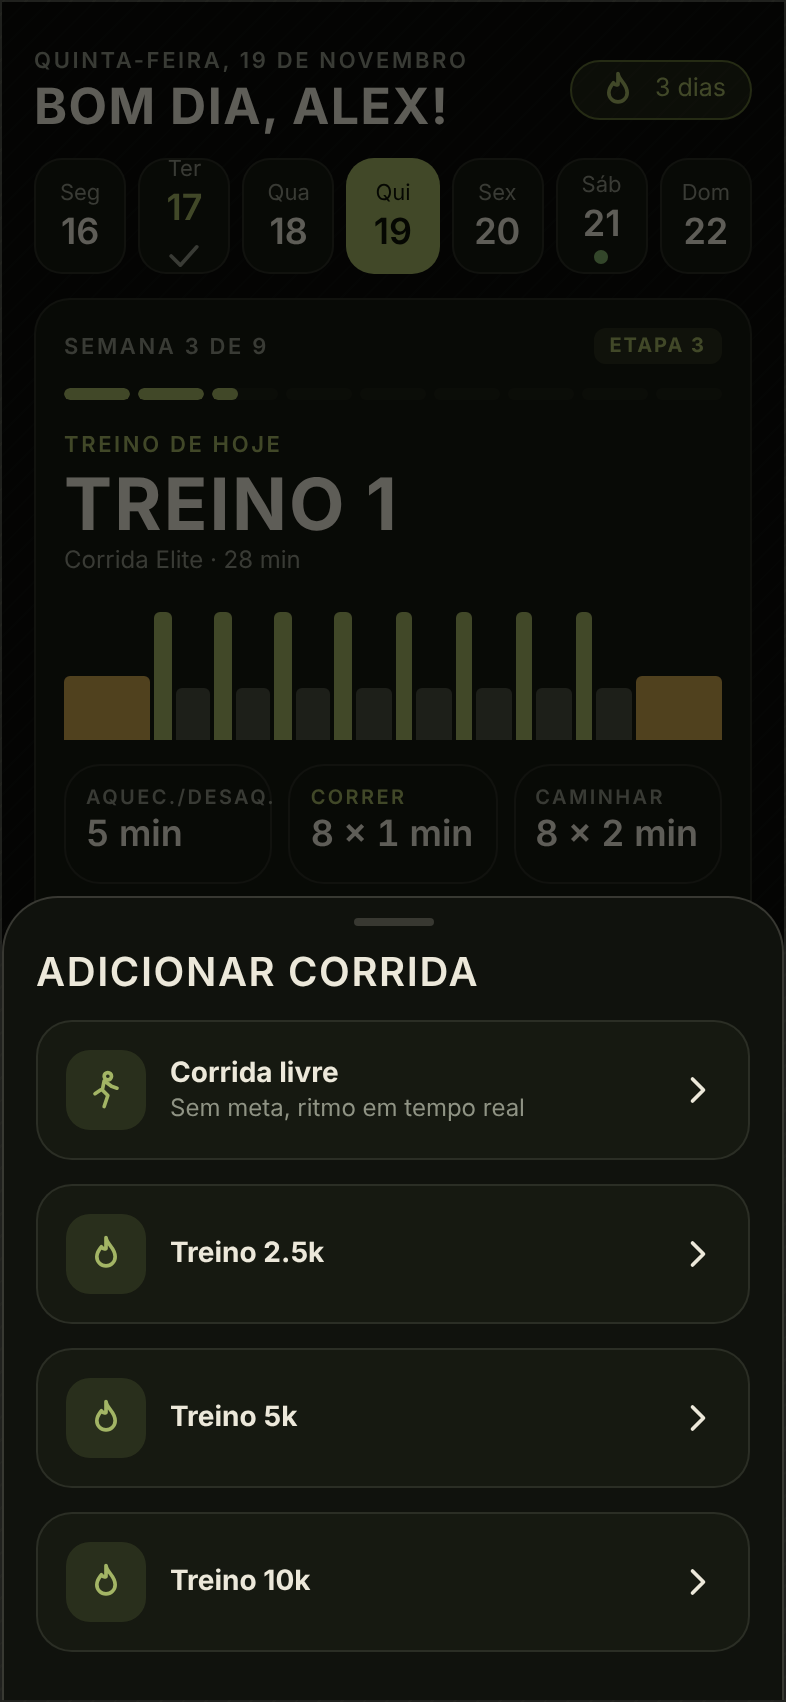 QUINTA-FEIRA, 19 DE NOVEMBRO
BOM DIA, ALEX!
3 dias
Seg Ter Qua Qui Sex Sáb Dom
16 17 18 19 20 21 22
SEMANA 3 DE 9
ETAPA 3
TREINO DE HOJE
TREINO 1
Corrida Elite · 28 min
AQUEC./DESAQ. CORRER CAMINHAR
5 min 8 × 1 min 8 × 2 min
ADICIONAR CORRIDA
Corrida livre
Sem meta, ritmo em tempo real
Treino 2.5k
Treino 5k
Treino 10k